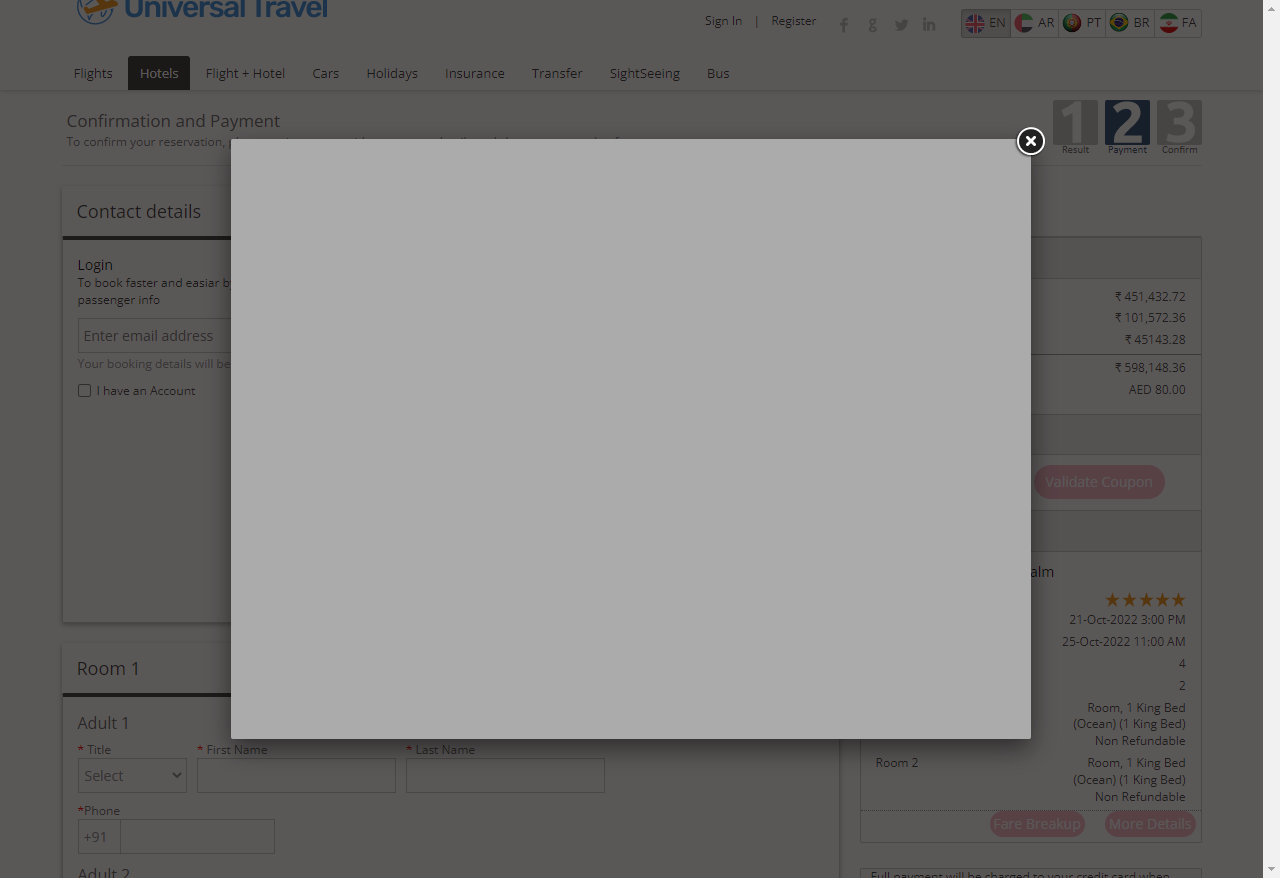 Universal Travel
Sign In | Register
EN AR PT BR FA
Flights Hotels Flight + Hotel Cars Holidays Insurance Transfer SightSeeing Bus
Confirmation and Payment
To confirm your reservation,
1 2 3
Result Payment Confirm
Contact details
Login
To book faster and easiar b
passenger info
Enter email address
Your booking details will be
I have an Account
₹ 451,432.72
₹ 101,572.36
₹ 45143.28
₹ 598,148.36
AED 80.00
Validate Coupon
alm
21-Oct-2022 3:00 PM
25-Oct-2022 11:00 AM
4
2
Room, 1 King Bed
(Ocean) (1 King Bed)
Non Refundable
Room 2 Room, 1 King Bed
(Ocean) (1 King Bed)
Non Refundable
Fare Breakup More Details
Full payment will be charged to your credit card when
Room 1
Adult 1
* Title * First Name * Last Name
Select
*Phone
+91
Adult 2